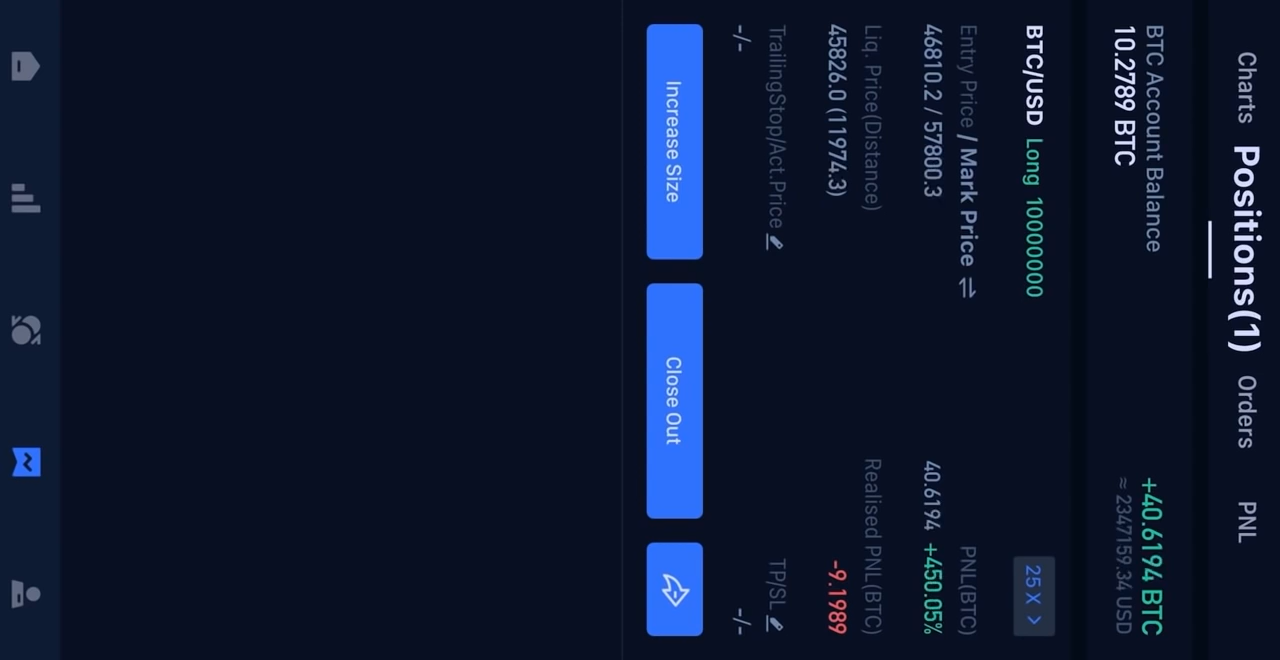 Charts Positions(1) Orders PNL
BTC Account Balance +40.6194 BTC
10.2789 BTC ≈ 2347159.34 USD
BTC/USD Long 10000000 25 X >
Entry Price / Mark Price ⇌ PNL(BTC)
46810.2 / 57800.3 40.6194 +450.05%
Liq. Price(Distance) Realised PNL(BTC)
45826.0 (11974.3) -9.1989
TrailingStop/Act.Price TP/SL
-/- -/-
Increase Size Close Out